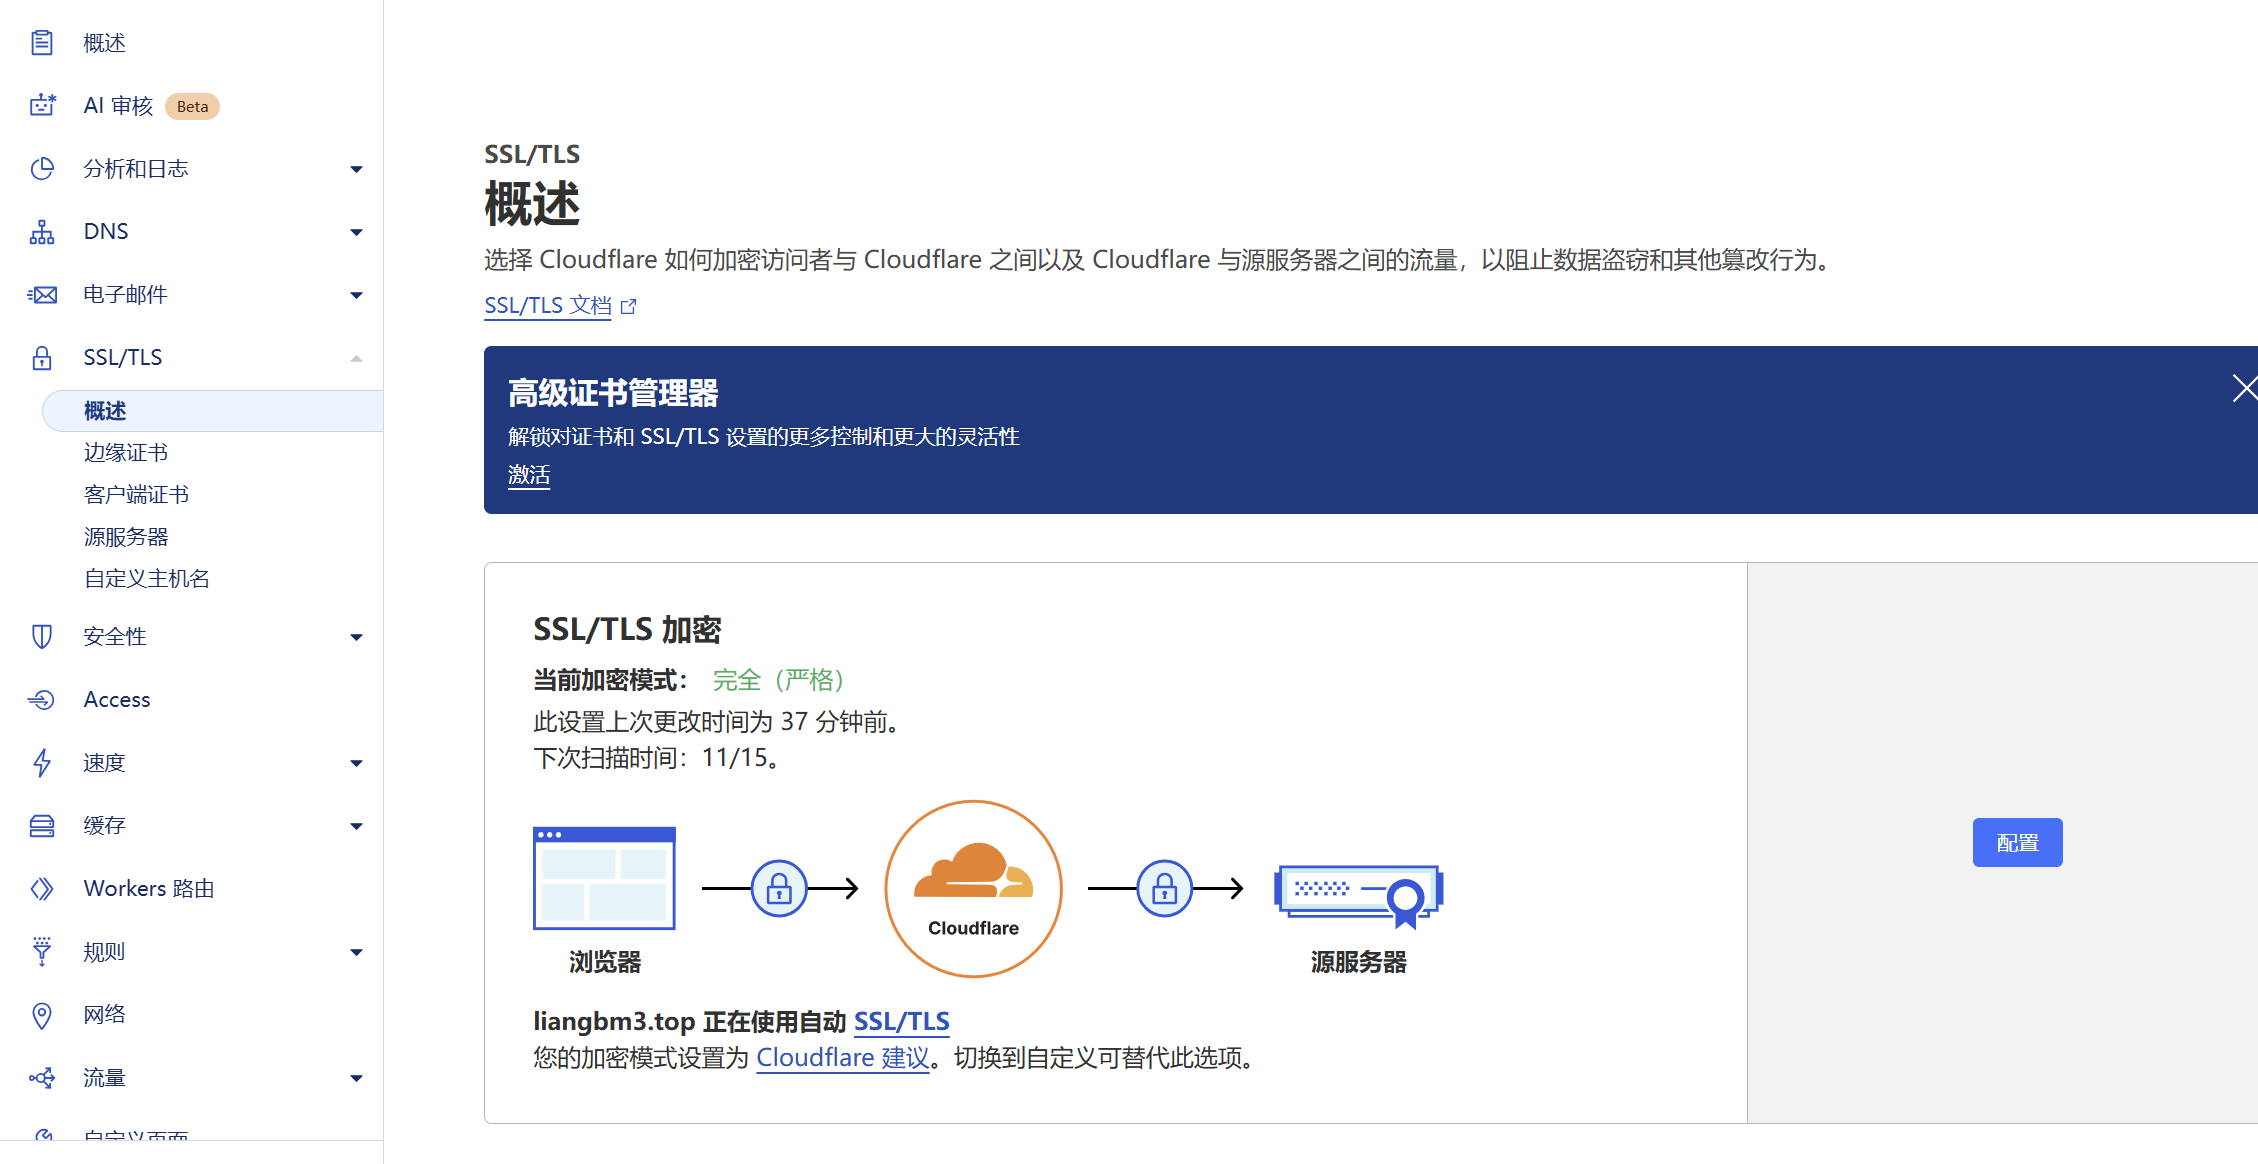 概述
AI 审核 Beta
分析和日志
DNS
电子邮件
SSL/TLS
概述
边缘证书
客户端证书
源服务器
自定义主机名
安全性
Access
速度
缓存
Workers 路由
规则
网络
流量
自定义页面
SSL/TLS
概述
选择 Cloudflare 如何加密访问者与 Cloudflare 之间以及 Cloudflare 与源服务器之间的流量，以阻止数据盗窃和其他篡改行为。
SSL/TLS 文档
高级证书管理器
解锁对证书和 SSL/TLS 设置的更多控制和更大的灵活性
激活
SSL/TLS 加密
当前加密模式： 完全（严格）
此设置上次更改时间为 37 分钟前。
下次扫描时间：11/15。
Cloudflare
浏览器
源服务器
liangbm3.top 正在使用自动 SSL/TLS
您的加密模式设置为 Cloudflare 建议。切换到自定义可替代此选项。
配置